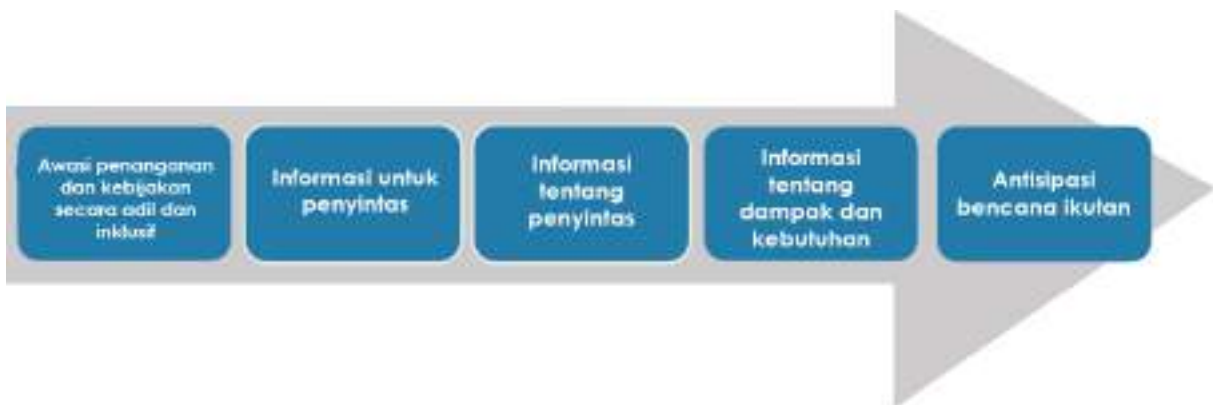 Awasi penanganan
dan kebijakan
secara adil dan
inklusif
Informasi untuk
penyintas
Informasi
tentang
penyintas
Informasi
tentang
dampak dan
kebutuhan
Antisipasi
bencana ikutan